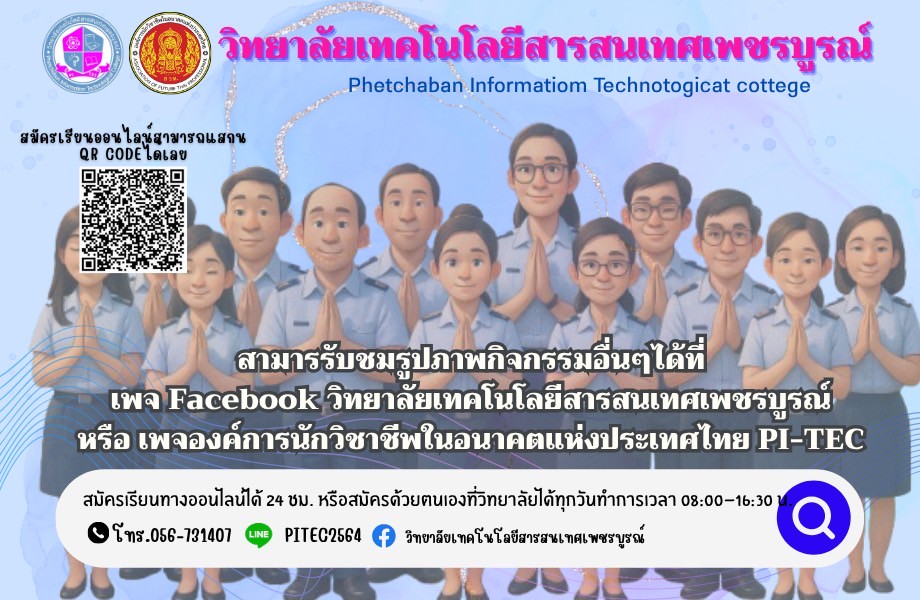 วิทยาลัยเทคโนโลยีสารสนเทศเพชรบูรณ์
Phetchaban Informatiom Technotogicat cottege
สมัครเรียนออนไลน์สามารถแสกน
QR CODEได้เลย
สามารรับชมรูปภาพกิจกรรมอื่นๆได้ที่
เพจ Facebook วิทยาลัยเทคโนโลยีสารสนเทศเพชรบูรณ์
หรือ เพจองค์การนักวิชาชีพในอนาคตแห่งประเทศไทย PI-TEC
สมัครเรียนทางออนไลน์ได้ 24 ชม. หรือสมัครด้วยตนเองที่วิทยาลัยได้ทุกวันทำการเวลา 08:00-16:30 น.
โทร.056-731407 LINE PITEC2564 วิทยาลัยเทคโนโลยีสารสนเทศเพชรบูรณ์